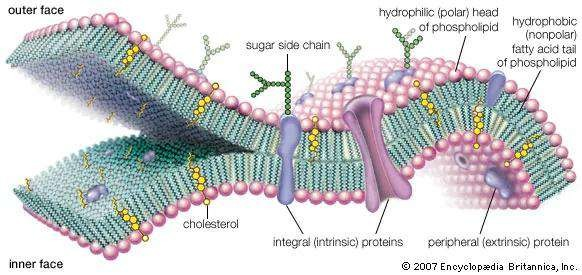 outer face
sugar side chain
hydrophilic (polar) head
of phospholipid
hydrophobic
(nonpolar)
fatty acid tail
of phospholipid
cholesterol
integral (intrinsic) proteins
peripheral (extrinsic) protein
inner face
© 2007 Encyclopædia Britannica, Inc.